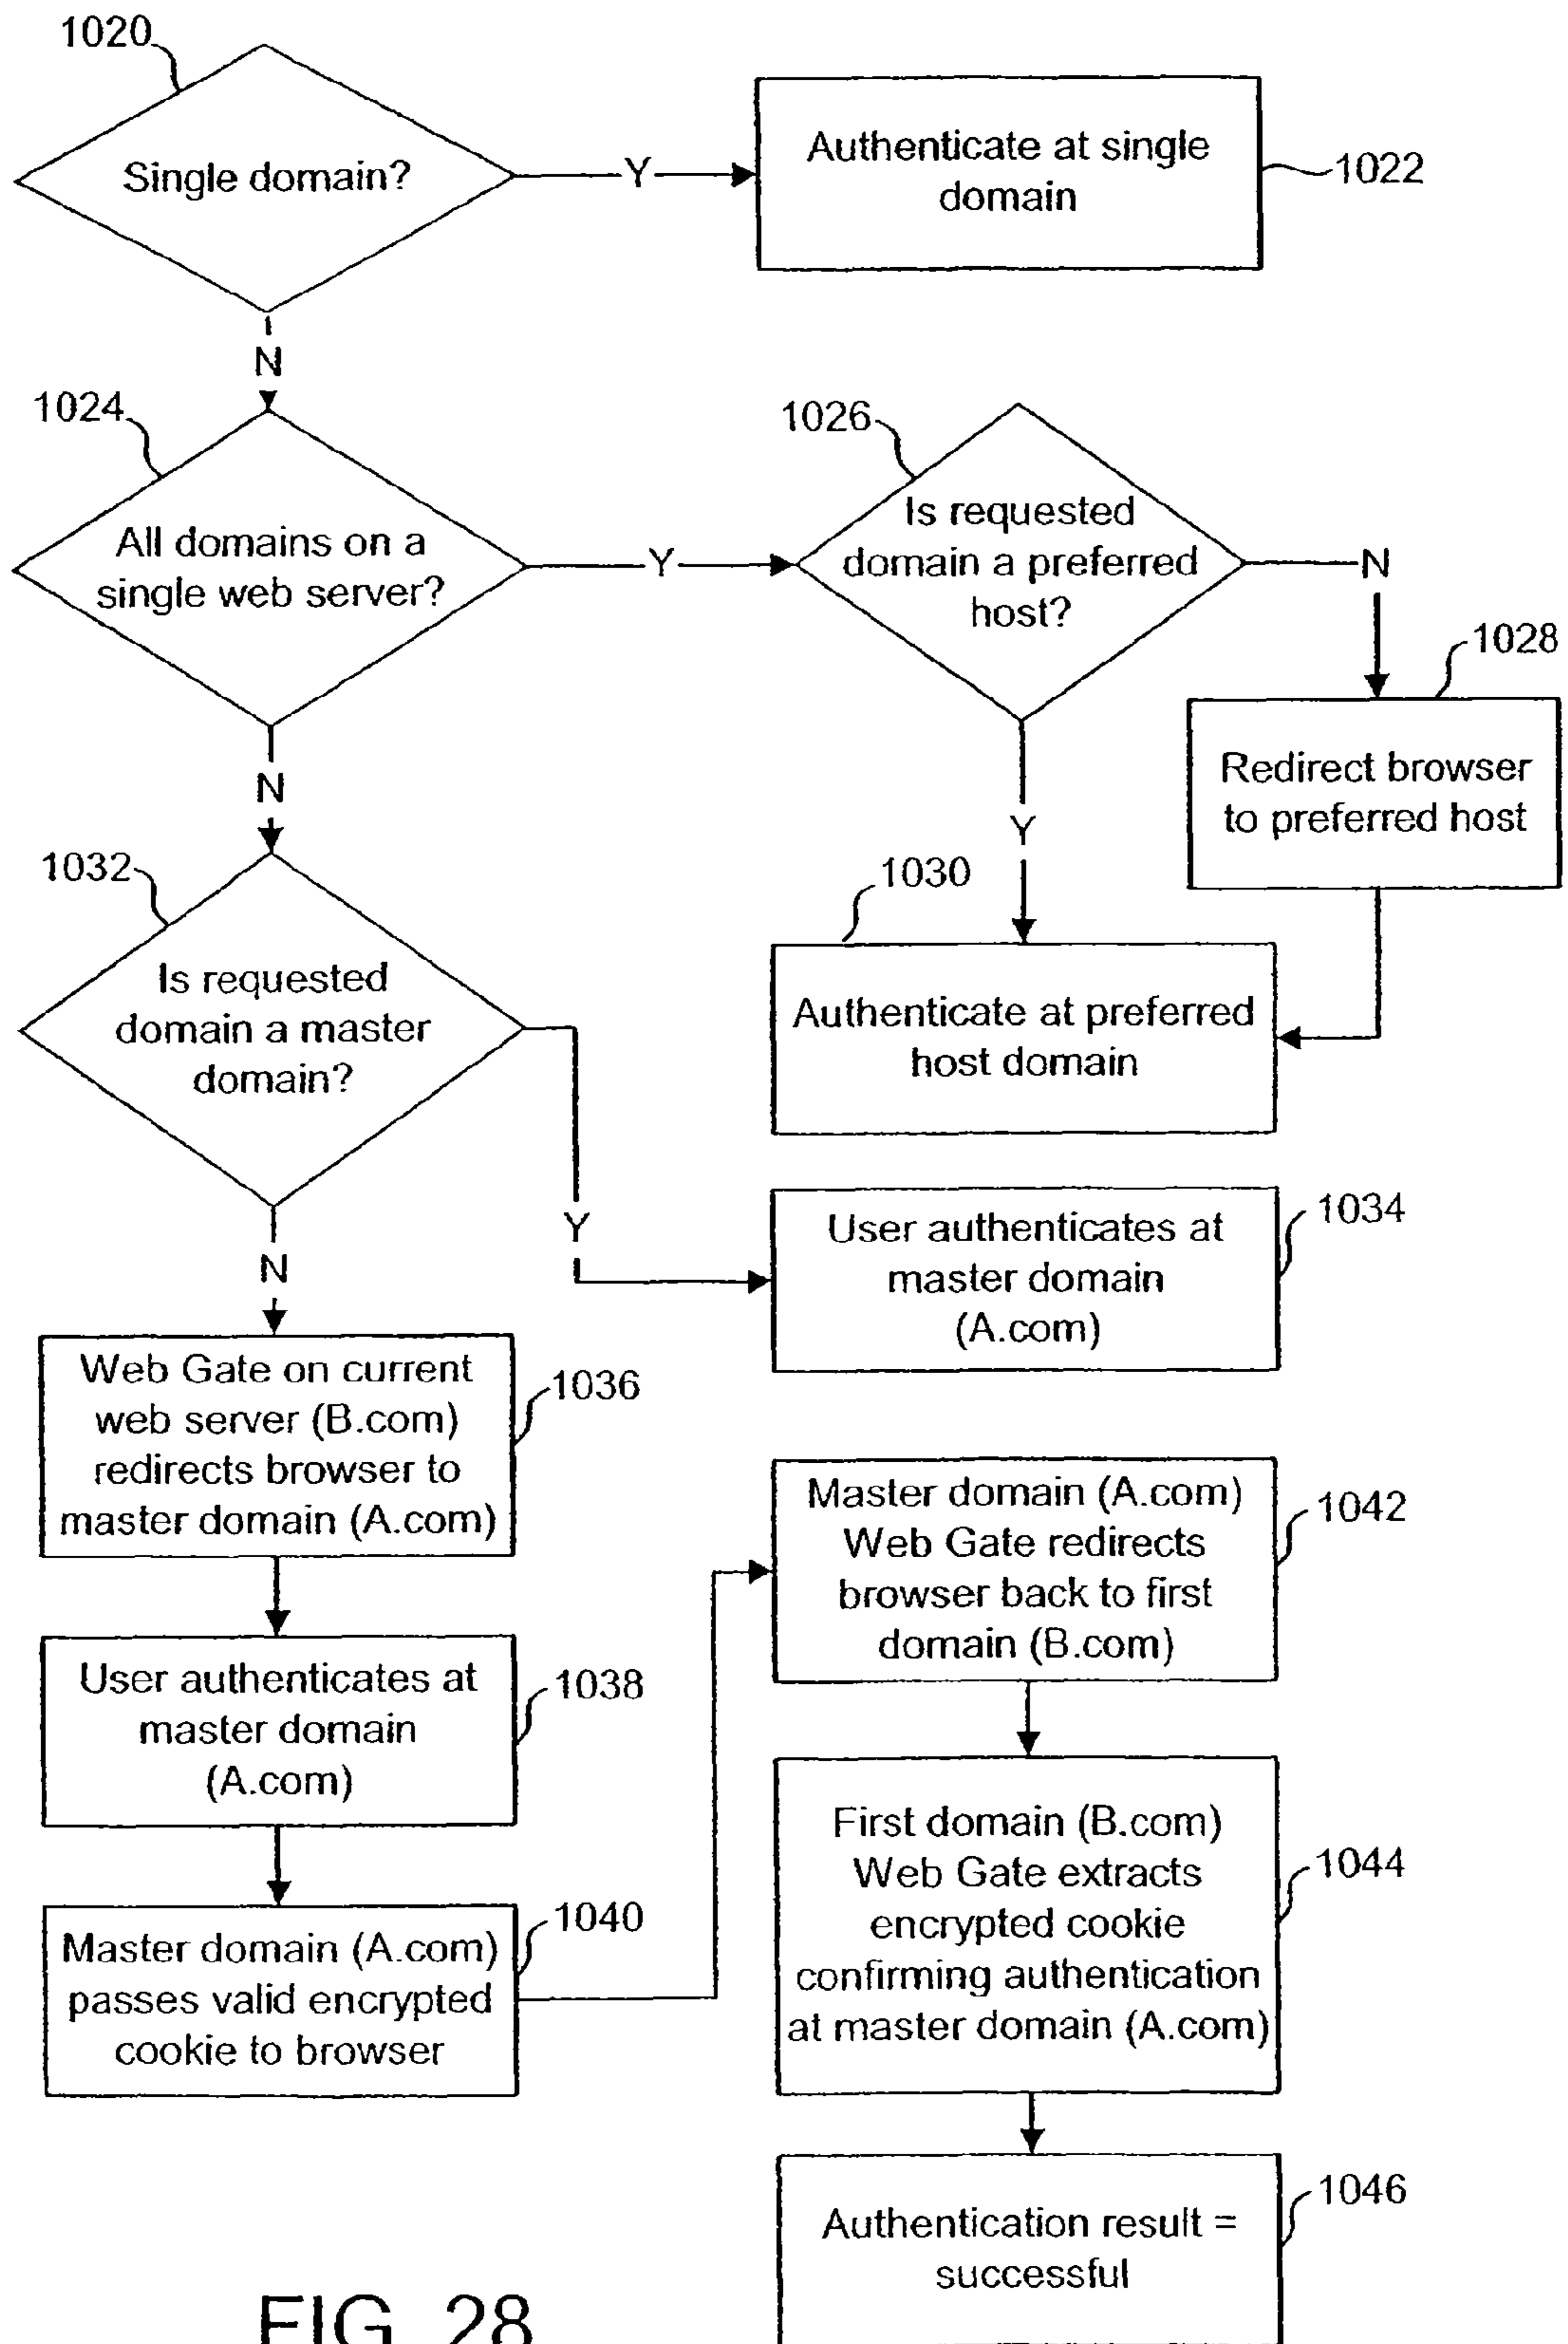 1020
Single domain?
Y
Authenticate at single
domain
1022
N
1024
All domains on a
single web server?
Y
1026
Is requested
domain a preferred
host?
N
1028
Redirect browser
to preferred host
Y
1030
Authenticate at preferred
host domain
N
1032
Is requested
domain a master
domain?
Y
1034
User authenticates at
master domain
(A.com)
N
1036
Web Gate on current
web server (B.com)
redirects browser to
master domain (A.com)
1038
User authenticates at
master domain
(A.com)
1040
Master domain (A.com)
passes valid encrypted
cookie to browser
1042
Master domain (A.com)
Web Gate redirects
browser back to first
domain (B.com)
1044
First domain (B.com)
Web Gate extracts
encrypted cookie
confirming authentication
at master domain (A.com)
1046
Authentication result =
successful
FIG. 28